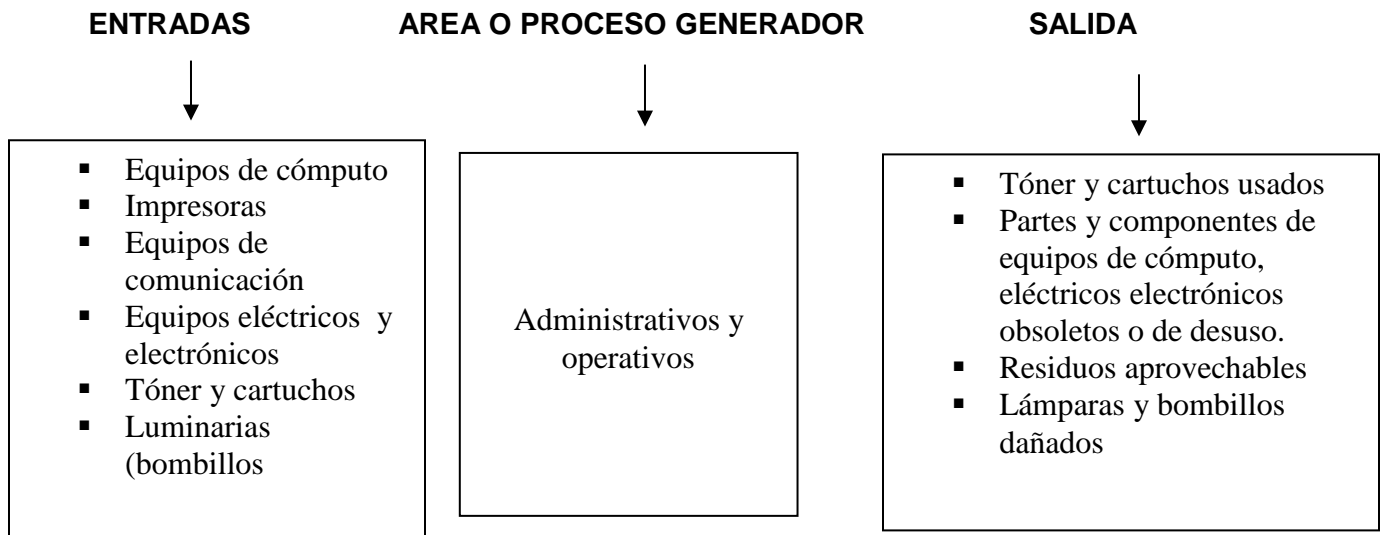 ENTRADAS
AREA O PROCESO GENERADOR
SALIDA
▪ Equipos de cómputo
▪ Impresoras
▪ Equipos de
comunicación
▪ Equipos eléctricos y
electrónicos
▪ Tóner y cartuchos
▪ Luminarias
(bombillos
Administrativos y
operativos
▪ Tóner y cartuchos usados
▪ Partes y componentes de
equipos de cómputo,
eléctricos electrónicos
obsoletos o de desuso.
▪ Residuos aprovechables
▪ Lámparas y bombillos
dañados